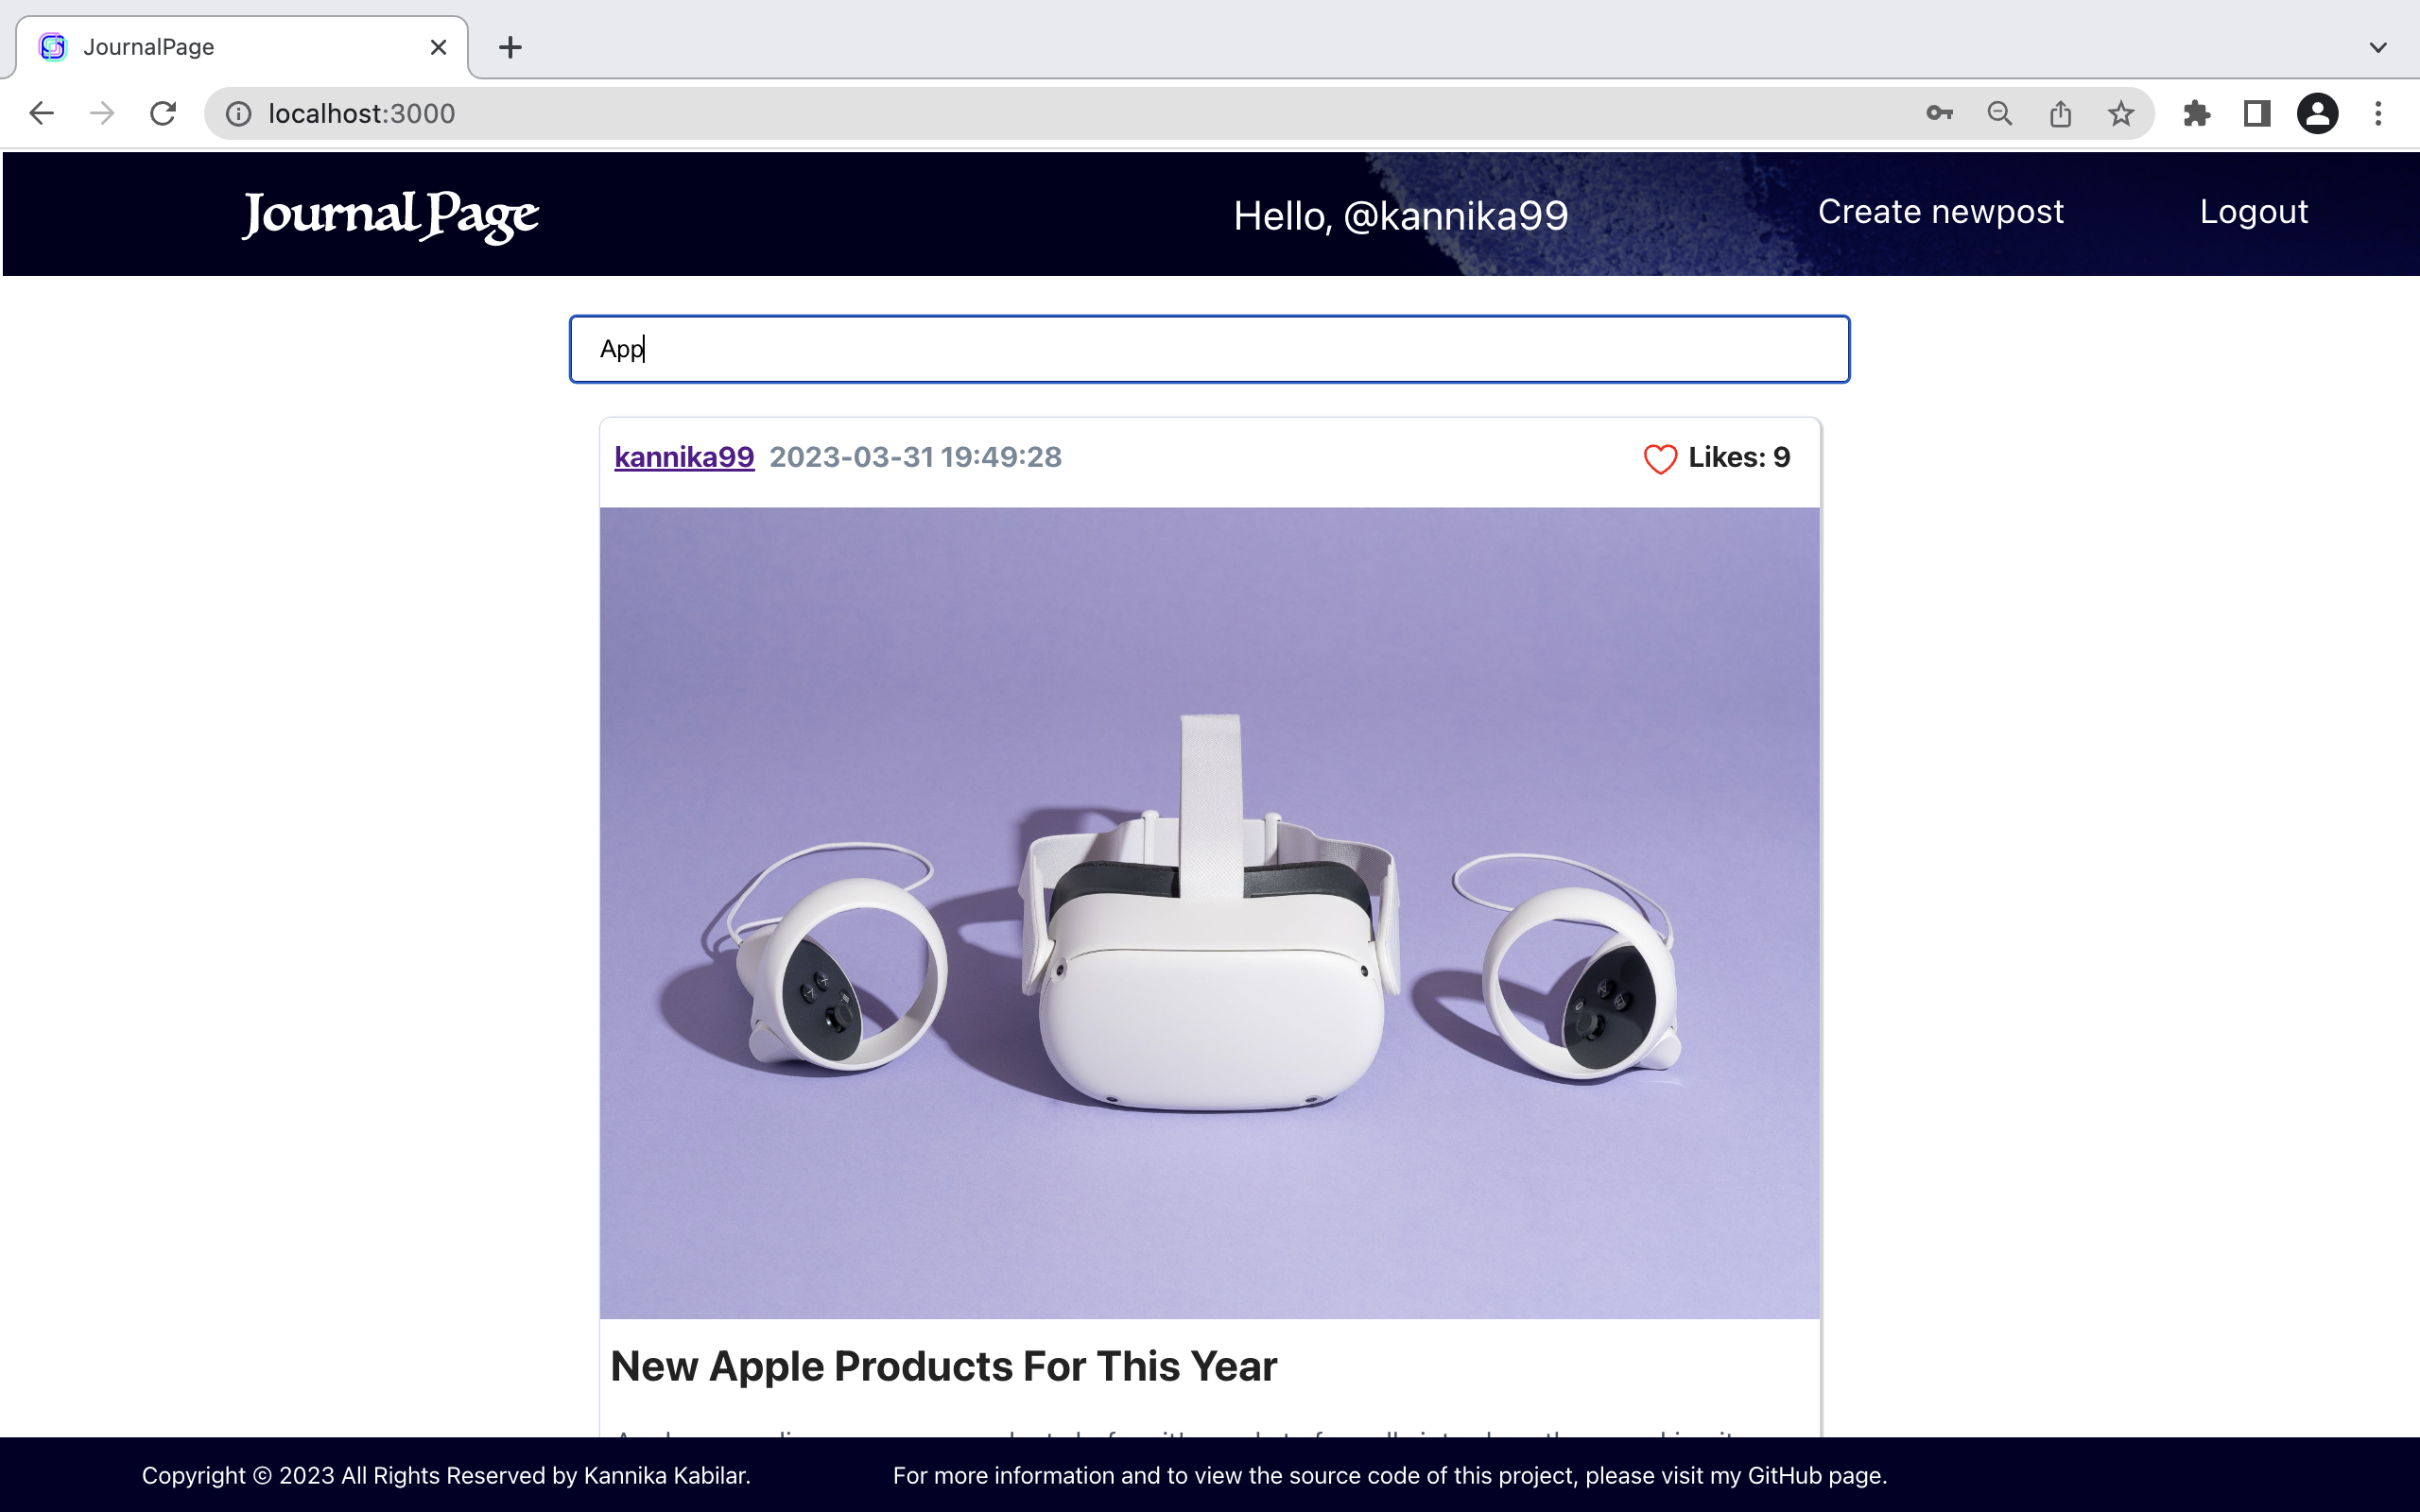 JournalPage
localhost:3000
Journal Page
Hello, @kannika99
Create newpost
Logout
App
kannika99 2023-03-31 19:49:28
Likes: 9
New Apple Products For This Year
Copyright © 2023 All Rights Reserved by Kannika Kabilar.
For more information and to view the source code of this project, please visit my GitHub page.